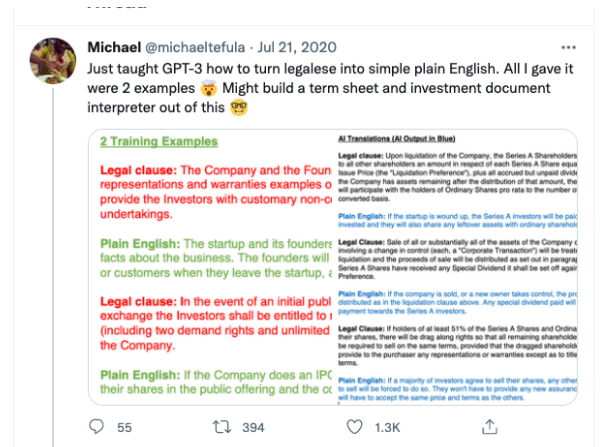 Michael @michaeltefula · Jul 21, 2020
Just taught GPT-3 how to turn legalese into simple plain English. All I gave it
were 2 examples 🤯 Might build a term sheet and investment document
interpreter out of this 🤓
2 Training Examples
Legal clause: The Company and the Foun
representations and warranties examples o
provide the Investors with customary non-c
undertakings.
Plain English: The startup and its founders
facts about the business. The founders will
or customers when they leave the startup,
Legal clause: In the event of an initial publ
exchange the Investors shall be entitled to
(including two demand rights and unlimited
the Company.
Plain English: If the Company does an IPO
their shares in the public offering and the co
AI Translations (AI Output in Blue)
Legal clause: Upon liquidation of the Company, the Series A Shareholders
to all other shareholders an amount in respect of each Series A Share equa
Issue Price (the "Liquidation Preference"), plus all accrued but unpaid divide
the Company has assets remaining after the distribution of that amount, the
will participate with the holders of Ordinary Shares pro rata to the number o
converted basis.
Plain English: If the startup is wound up, the Series A investors will be paid
invested and they will also share any leftover assets with ordinary sharehol
Legal Clause: Sale of all or substantially all of the assets of the Company o
involving a change in control (each, a "Corporate Transaction") will be treate
liquidation and the proceeds of sale will be distributed as set out in paragra
Series A Shares have received any Special Dividend it shall be set off again
Preference.
Plain English: If the company is sold, or a new owner takes control, the pro
distributed as in the liquidation clause above. Any special dividend paid will
payment towards the Series A investors.
Legal Clause: If holders of at least 51% of the Series A Shares and Ordina
their shares, there will be drag along rights so that all remaining shareholde
be required to sell on the same terms, provided that the dragged sharehold
provide to the purchaser any representations or warranties except as to title
terms.
Plain English: If a majority of investors agree to sell their shares, any other
to sell will be forced to do so. They won't have to provide any new assuranc
will have to accept the same price and terms as the others.
55 394 1.3K